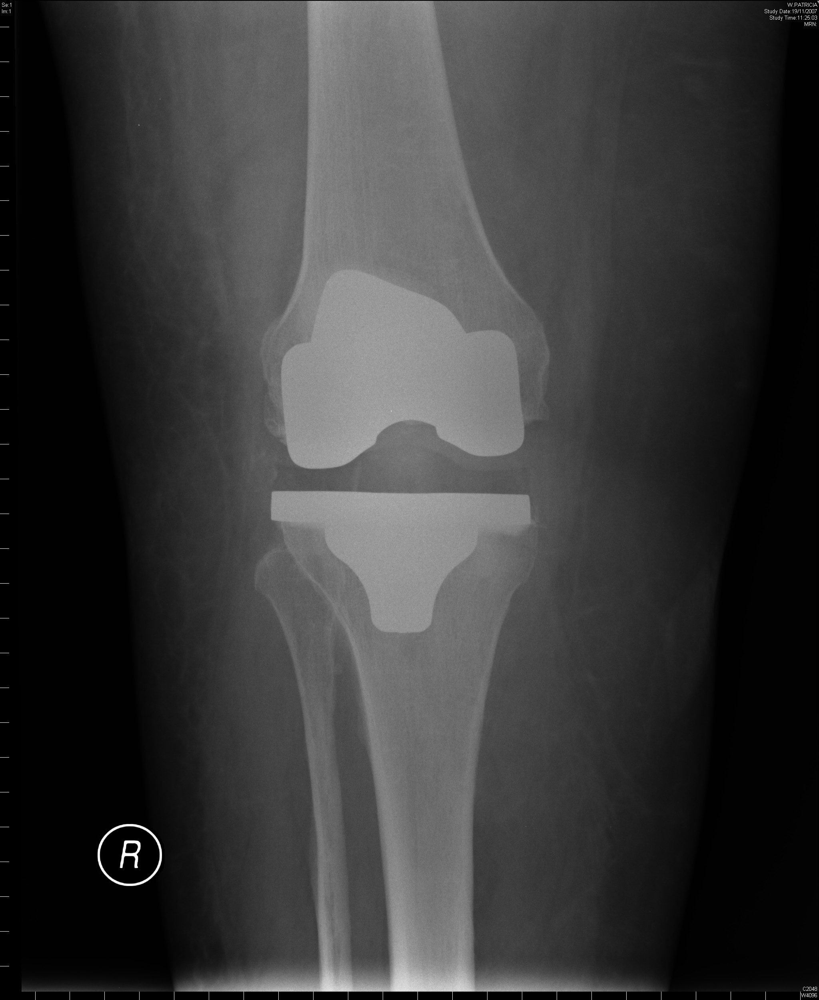 Se:1
Im:1
W.PATRICIA
Study Date:19/11/2007
Study Time:11:25:03
MRN:
R
C2048
W4096